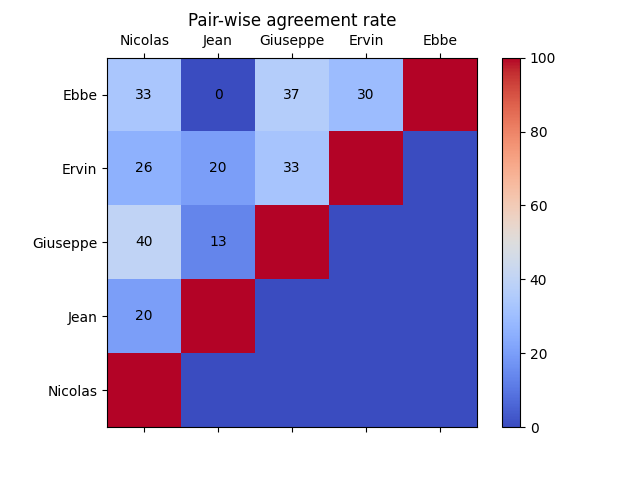 Pair-wise agreement rate
Nicolas Jean Giuseppe Ervin Ebbe
Ebbe 33 0 37 30
Ervin 26 20 33
Giuseppe 40 13
Jean 20
Nicolas
100
80
60
40
20
0